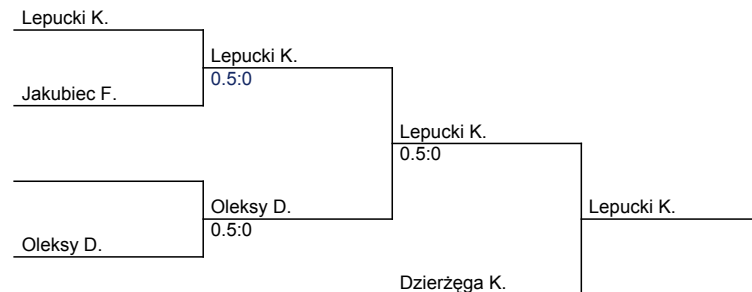 Lepucki K.
Lepucki K.
0.5:0
Jakubiec F.
Lepucki K.
0.5:0
Oleksy D.
Lepucki K.
0.5:0
Oleksy D.
Dzierżęga K.